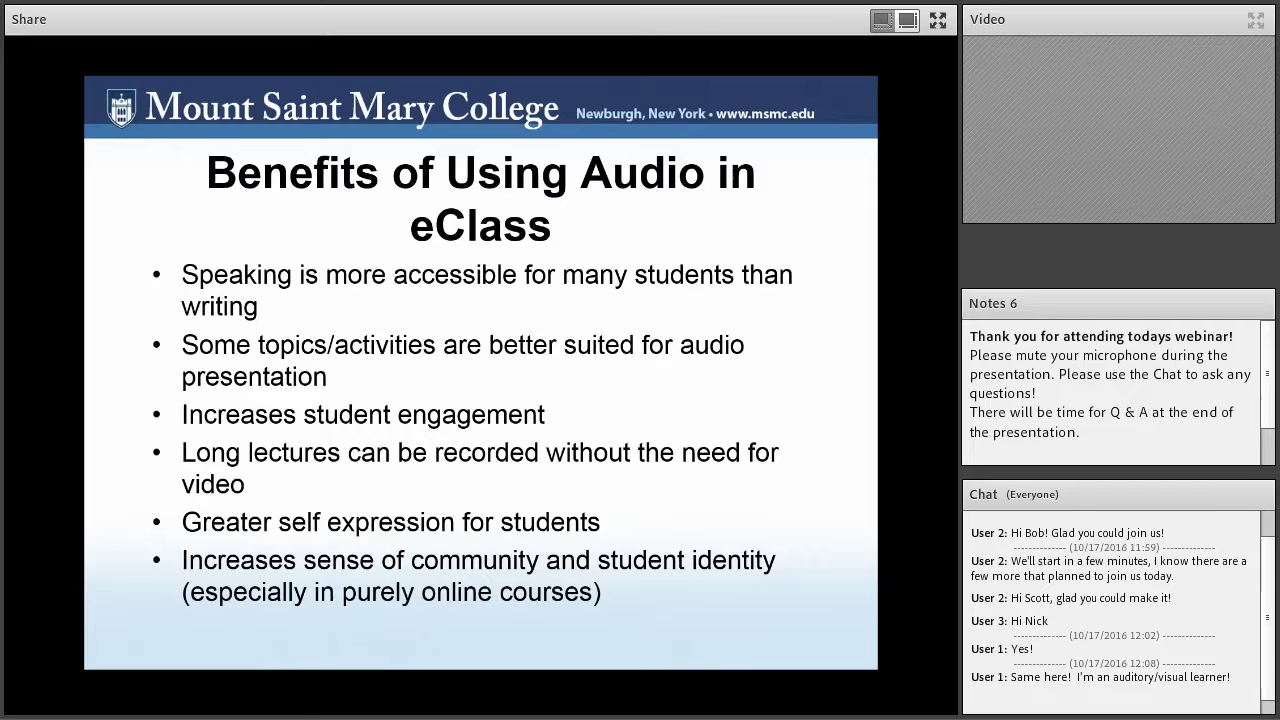 Share
Video
Mount Saint Mary College Newburgh, New York • www.msmc.edu
Benefits of Using Audio in
eClass
• Speaking is more accessible for many students than
writing
• Some topics/activities are better suited for audio
presentation
• Increases student engagement
• Long lectures can be recorded without the need for
video
• Greater self expression for students
• Increases sense of community and student identity
(especially in purely online courses)
Notes 6
Thank you for attending todays webinar!
Please mute your microphone during the
presentation. Please use the Chat to ask any
questions!
There will be time for Q & A at the end of
the presentation.
Chat (Everyone)
User 2: Hi Bob! Glad you could join us!
-------------- (10/17/2016 11:59) --------------
User 2: We'll start in a few minutes, I know there are a
few more that planned to join us today.
User 2: Hi Scott, glad you could make it!
User 3: Hi Nick
-------------- (10/17/2016 12:02) --------------
User 1: Yes!
-------------- (10/17/2016 12:08) --------------
User 1: Same here! I'm an auditory/visual learner!